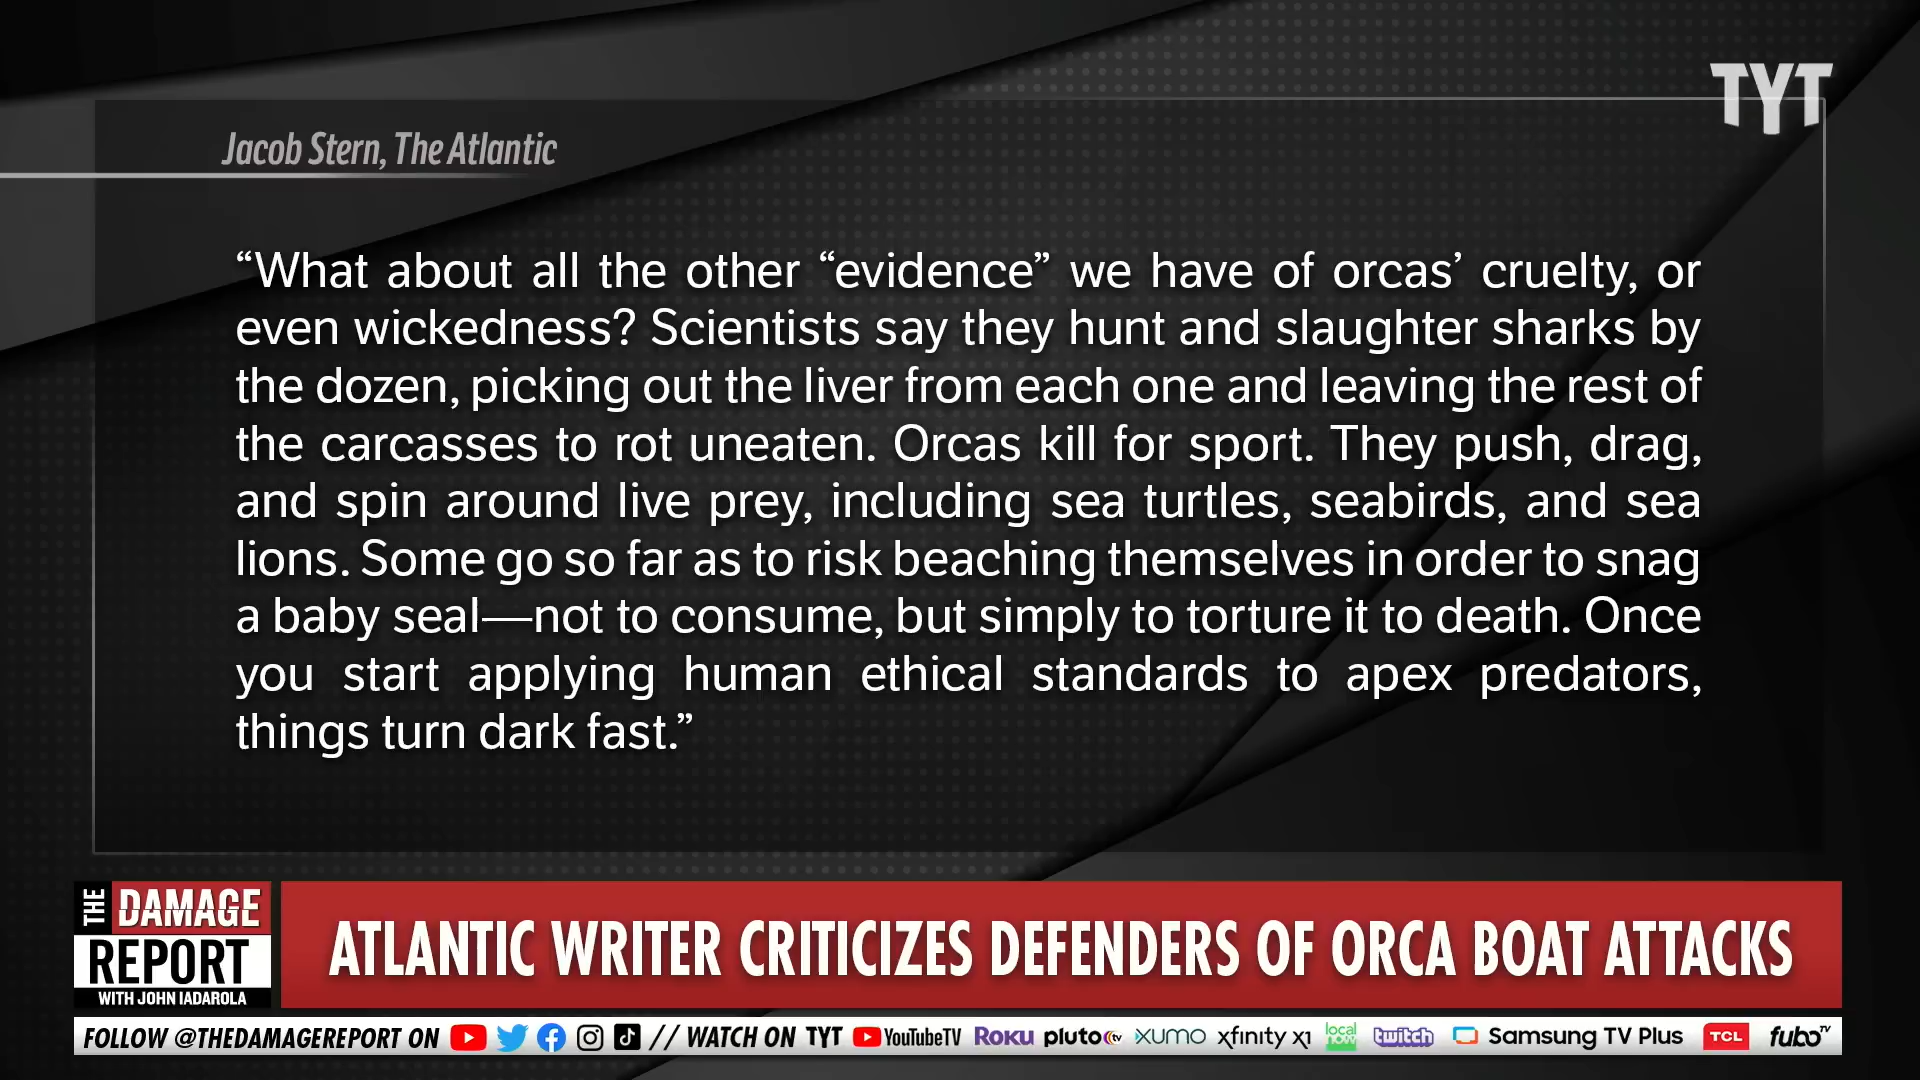 TYT
Jacob Stern, The Atlantic
“What about all the other “evidence” we have of orcas’ cruelty, or
even wickedness? Scientists say they hunt and slaughter sharks by
the dozen, picking out the liver from each one and leaving the rest of
the carcasses to rot uneaten. Orcas kill for sport. They push, drag,
and spin around live prey, including sea turtles, seabirds, and sea
lions. Some go so far as to risk beaching themselves in order to snag
a baby seal—not to consume, but simply to torture it to death. Once
you start applying human ethical standards to apex predators,
things turn dark fast.”
THE DAMAGE
REPORT
WITH JOHN IADAROLA
ATLANTIC WRITER CRITICIZES DEFENDERS OF ORCA BOAT ATTACKS
FOLLOW @THEDAMAGEREPORT ON // WATCH ON TYT YouTubeTV ROKU pluto tv XUMO xfinity x1 local now twitch Samsung TV Plus TCL fubo TV